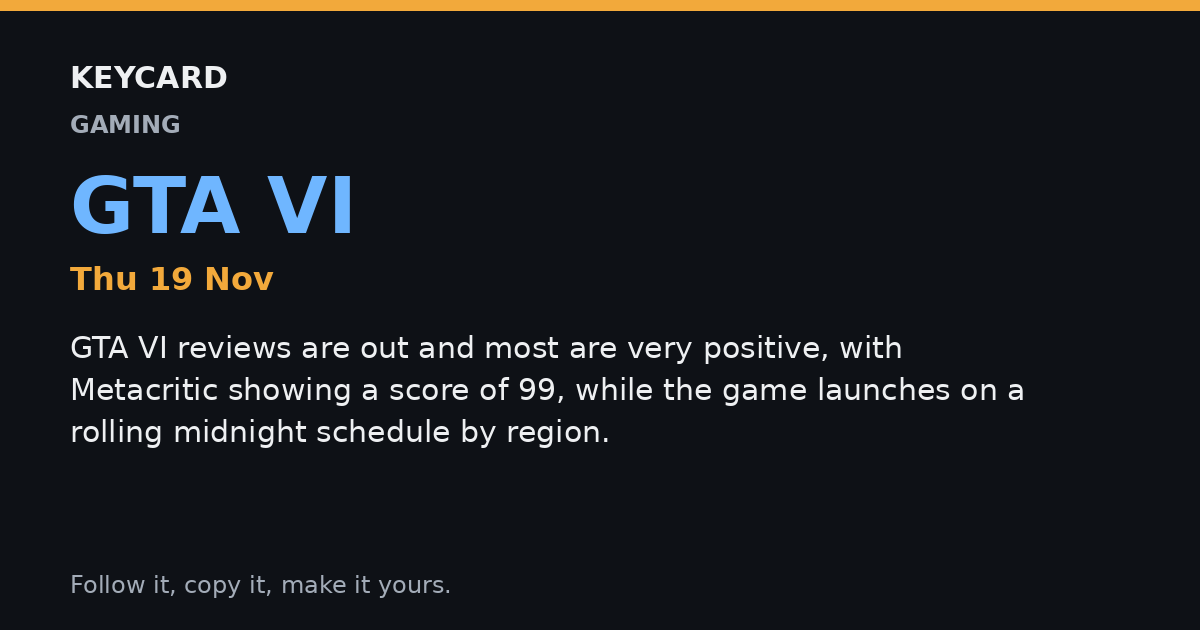 KEYCARD
GAMING
GTA VI
Thu 19 Nov
GTA VI reviews are out and most are very positive, with
Metacritic showing a score of 99, while the game launches on a
rolling midnight schedule by region.
Follow it, copy it, make it yours.